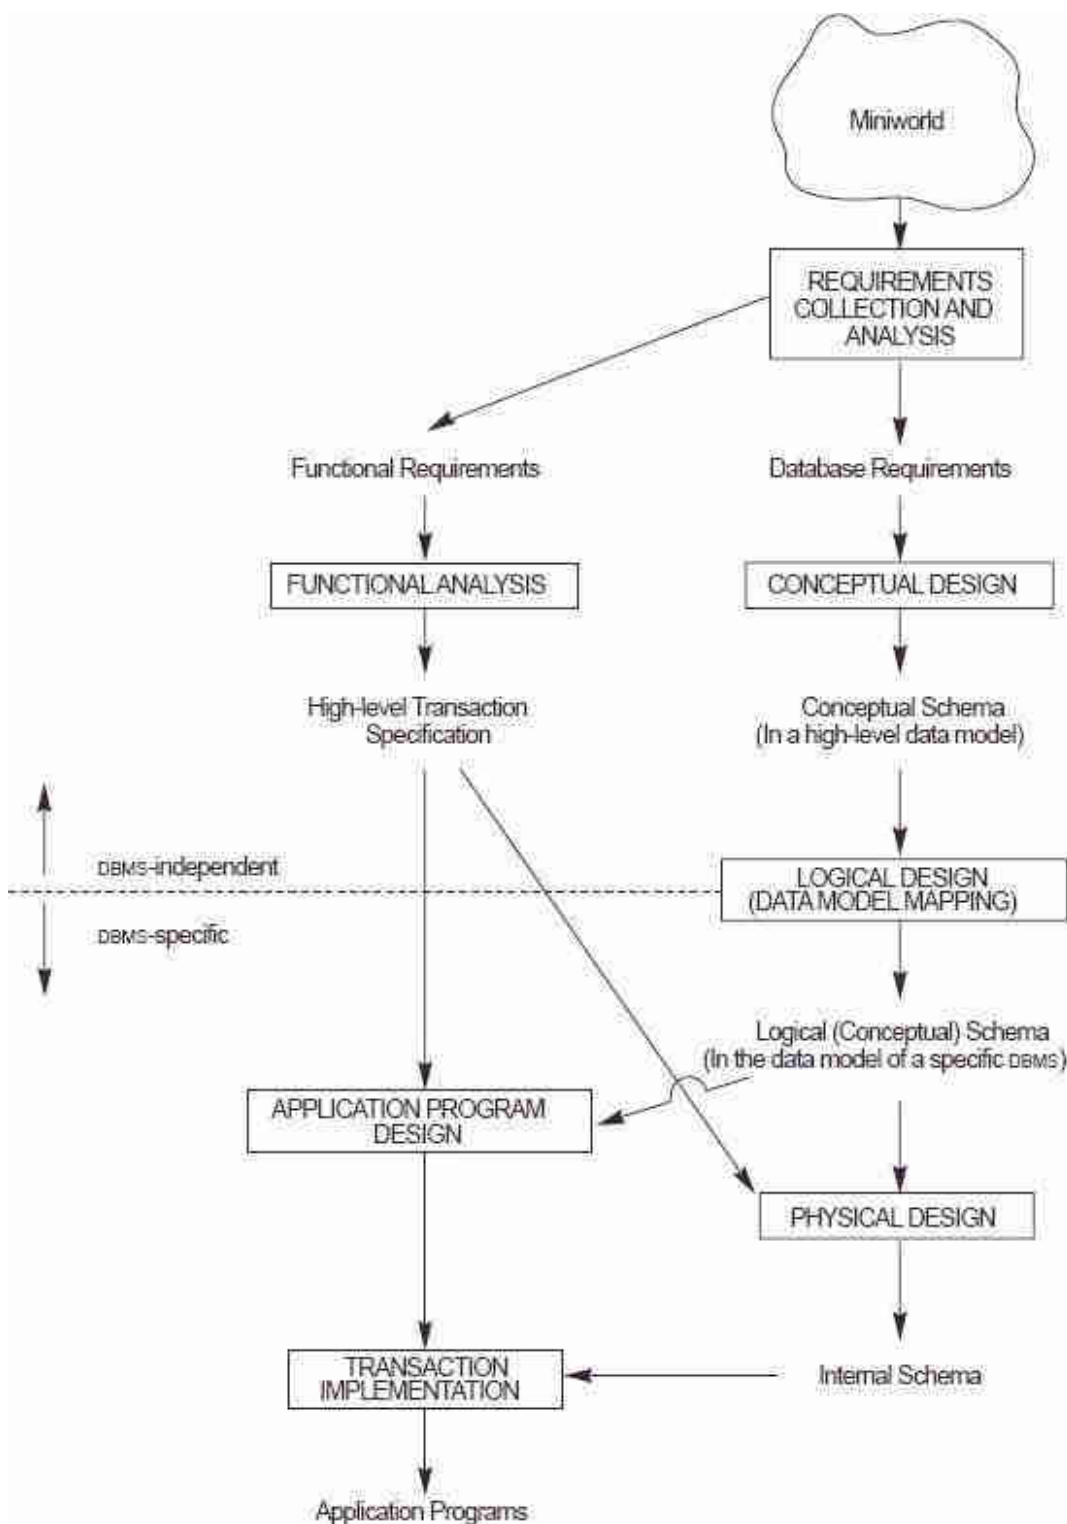 Miniworld
REQUIREMENTS
COLLECTION AND
ANALYSIS
Functional Requirements
Database Requirements
FUNCTIONAL ANALYSIS
CONCEPTUAL DESIGN
High-level Transaction
Specification
Conceptual Schema
(In a high-level data model)
DBMS-independent
LOGICAL DESIGN
(DATA MODEL MAPPING)
DBMS-specific
Logical (Conceptual) Schema
(In the data model of a specific DBMS)
APPLICATION PROGRAM
DESIGN
PHYSICAL DESIGN
TRANSACTION
IMPLEMENTATION
Internal Schema
Application Programs